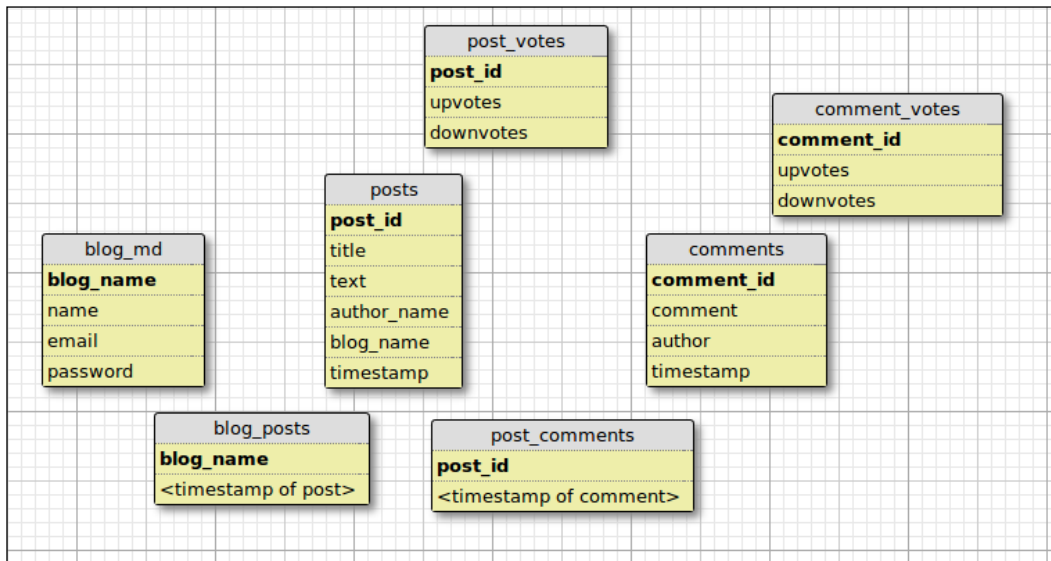 post_votes
post_id
upvotes
downvotes
comment_votes
comment_id
upvotes
downvotes
posts
post_id
title
text
author_name
blog_name
timestamp
blog_md
blog_name
name
email
password
comments
comment_id
comment
author
timestamp
blog_posts
blog_name
<timestamp of post>
post_comments
post_id
<timestamp of comment>